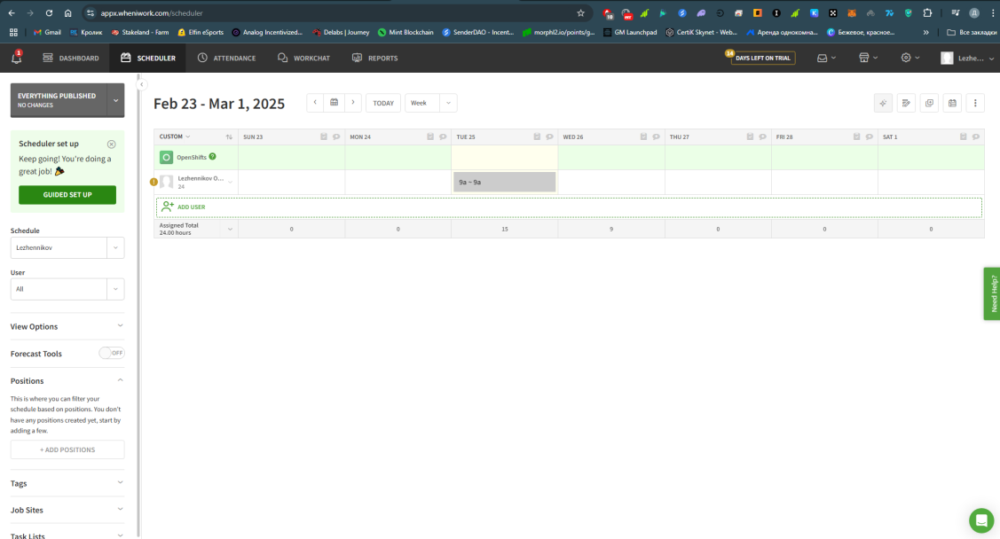 appx.wheniwork.com/scheduler
10
Gmail
Кролик
Stakeland - Farm
Elfin eSports
Analog Incentivized...
Delabs | Journey
Mint Blockchain
SenderDAO - Incent...
morphl2.io/points/g...
GM Launchpad
CertiK Skynet - Web...
Аренда однокомна...
Бежевое, красное...
»
Все закладки
1
DASHBOARD
SCHEDULER
ATTENDANCE
WORKCHAT
REPORTS
14
DAYS LEFT ON TRIAL
Lezhe...
EVERYTHING PUBLISHED
NO CHANGES
Feb 23 - Mar 1, 2025
TODAY
Week
Scheduler set up
Keep going! You're doing a
great job!
GUIDED SET UP
CUSTOM
SUN 23
MON 24
TUE 25
WED 26
THU 27
FRI 28
SAT 1
OpenShifts
?
Lezhennikov O...
24
9a ~ 9a
ADD USER
Assigned Total
24.00 hours
0
0
15
9
0
0
0
Schedule
Lezhennikov
User
All
View Options
Forecast Tools
OFF
Positions
This is where you can filter your
schedule based on positions. You don't
have any positions created yet, start by
adding a few.
+ ADD POSITIONS
Tags
Job Sites
Task Lists
Need Help?